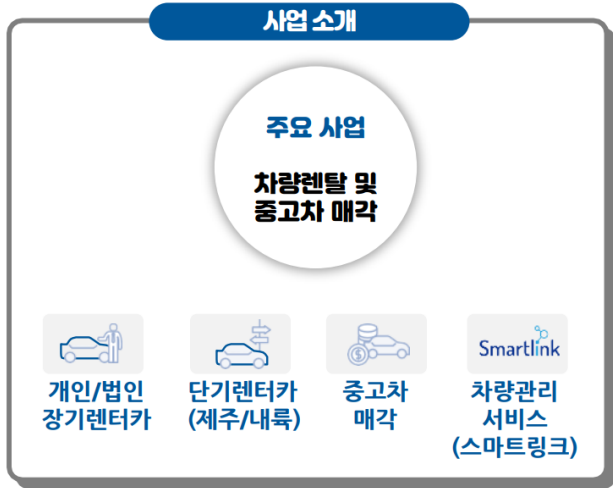 사업 소개
주요 사업
차량렌탈 및
중고차 매각
개인/법인
장기렌터카
단기렌터카
(제주/내륙)
중고차
매각
Smartlink
차량관리
서비스
(스마트링크)